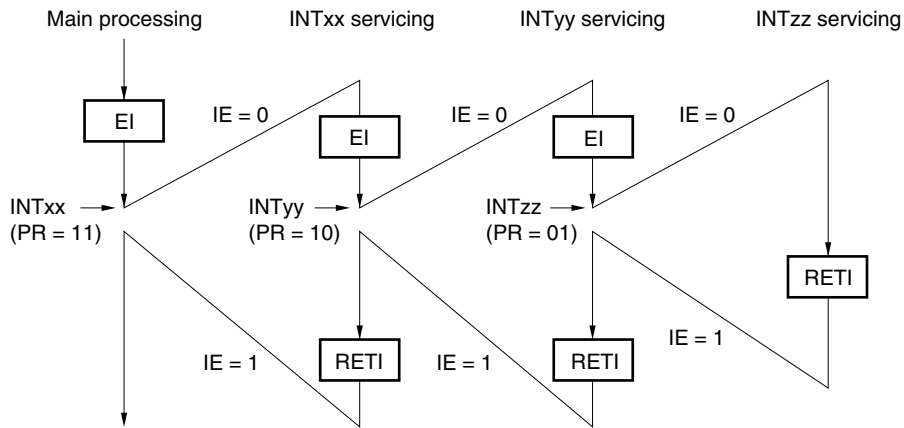 Main processing
INTxx servicing
INTyy servicing
INTzz servicing
EI
IE = 0
EI
IE = 0
EI
IE = 0
INTxx
(PR = 11)
INTyy
(PR = 10)
INTzz
(PR = 01)
RETI
IE = 1
RETI
IE = 1
RETI
IE = 1